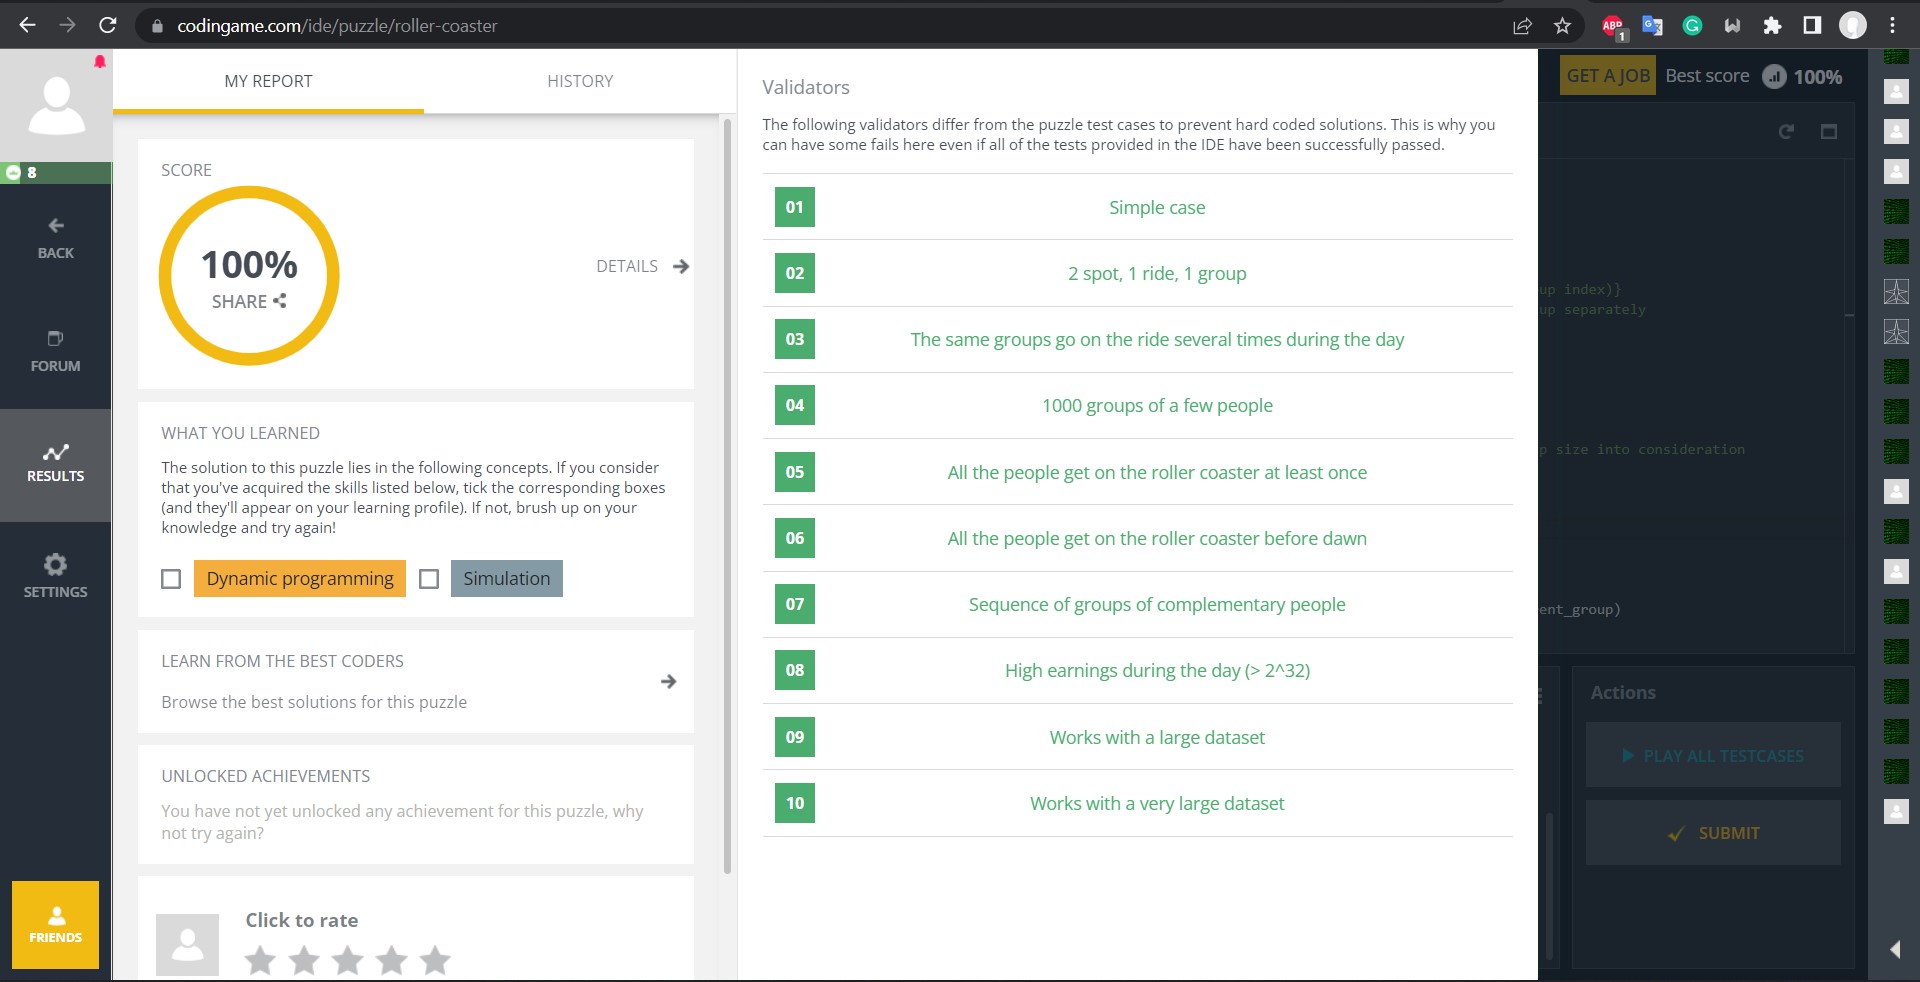 codingame.com/ide/puzzle/roller-coaster
ABP
1
8
BACK
FORUM
RESULTS
SETTINGS
FRIENDS
MY REPORT
HISTORY
SCORE
100%
SHARE
DETAILS
WHAT YOU LEARNED
The solution to this puzzle lies in the following concepts. If you consider
that you've acquired the skills listed below, tick the corresponding boxes
(and they'll appear on your learning profile). If not, brush up on your
knowledge and try again!
Dynamic programming
Simulation
LEARN FROM THE BEST CODERS
Browse the best solutions for this puzzle
UNLOCKED ACHIEVEMENTS
You have not yet unlocked any achievement for this puzzle, why
not try again?
Click to rate
Validators
The following validators differ from the puzzle test cases to prevent hard coded solutions. This is why you
can have some fails here even if all of the tests provided in the IDE have been successfully passed.
01 Simple case
02 2 spot, 1 ride, 1 group
03 The same groups go on the ride several times during the day
04 1000 groups of a few people
05 All the people get on the roller coaster at least once
06 All the people get on the roller coaster before dawn
07 Sequence of groups of complementary people
08 High earnings during the day (> 2^32)
09 Works with a large dataset
10 Works with a very large dataset
GET A JOB
Best score 100%
up index)}
up separately
p size into consideration
ent_group)
Actions
PLAY ALL TESTCASES
SUBMIT